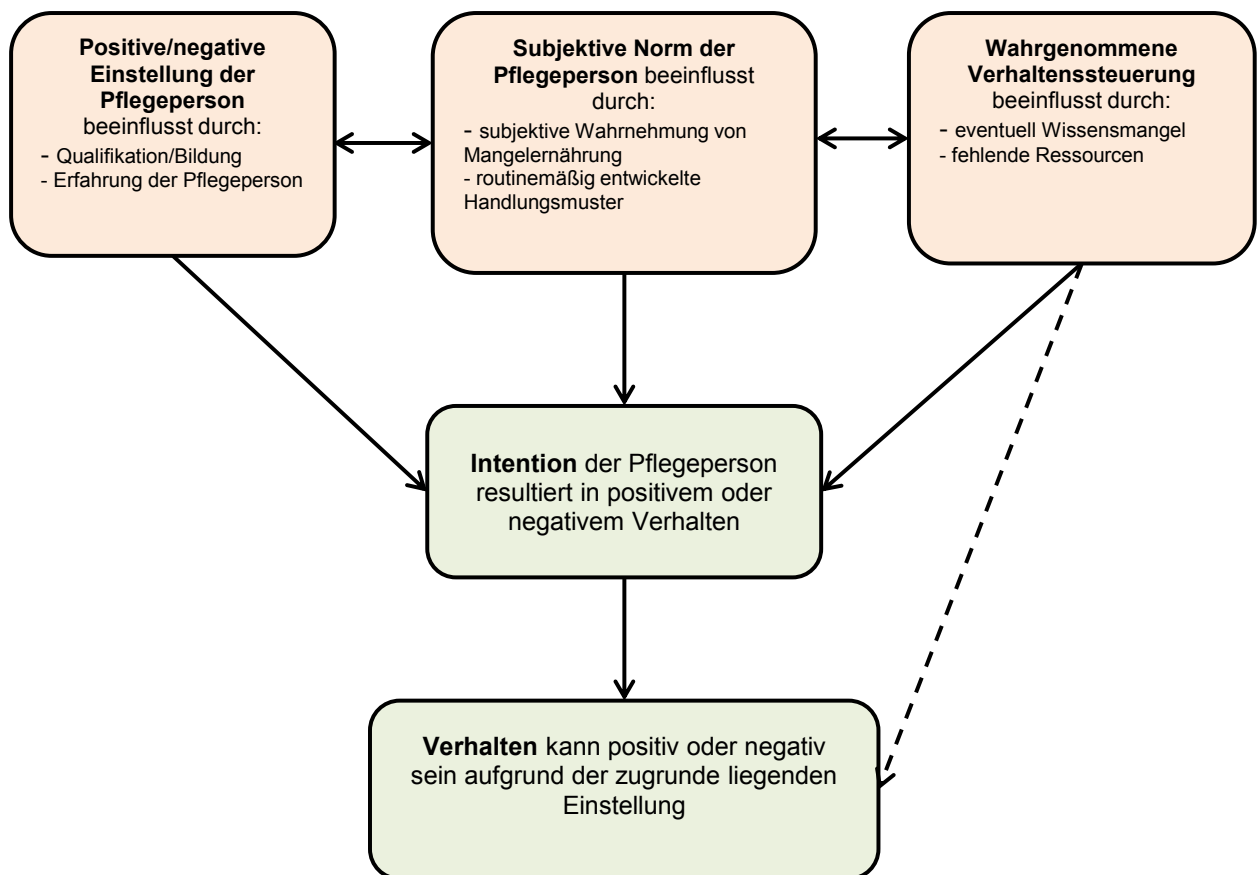 Positive/negative
Einstellung der
Pflegeperson
beeinflusst durch:
- Qualifikation/Bildung
- Erfahrung der Pflegeperson
Subjektive Norm der
Pflegeperson beeinflusst
durch:
- subjektive Wahrnehmung von
Mangelernährung
- routinemäßig entwickelte
Handlungsmuster
Wahrgenommene
Verhaltenssteuerung
beeinflusst durch:
- eventuell Wissensmangel
- fehlende Ressourcen
Intention der Pflegeperson
resultiert in positivem oder
negativem Verhalten
Verhalten kann positiv oder negativ
sein aufgrund der zugrunde liegenden
Einstellung